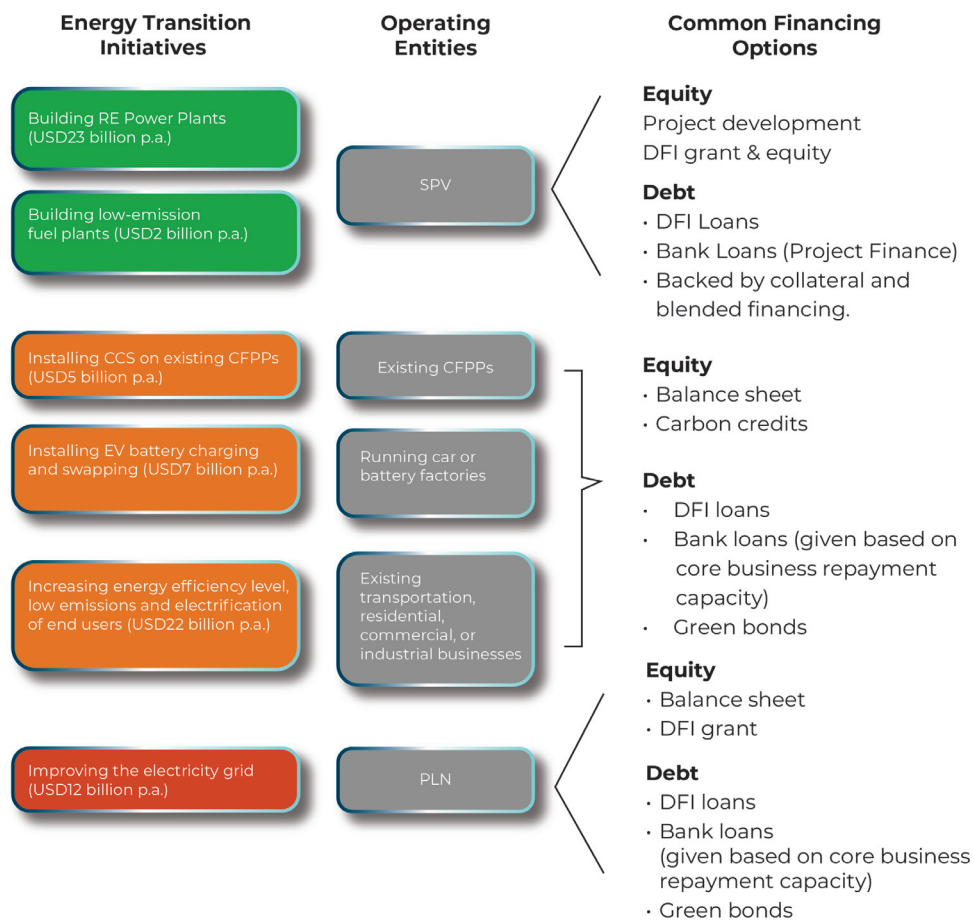 Energy Transition
Initiatives
Operating
Entities
Common Financing
Options
Building RE Power Plants
(USD23 billion p.a.)
Building low-emission
fuel plants (USD2 billion p.a.)
SPV
Equity
Project development
DFI grant & equity
Debt
· DFI Loans
· Bank Loans (Project Finance)
· Backed by collateral and
blended financing.
Installing CCS on existing CFPPs
(USD5 billion p.a.)
Existing CFPPs
Installing EV battery charging
and swapping (USD7 billion p.a.)
Running car or
battery factories
Increasing energy efficiency level,
low emissions and electrification
of end users (USD22 billion p.a.)
Existing
transportation,
residential,
commercial, or
industrial businesses
Equity
· Balance sheet
· Carbon credits
Debt
· DFI loans
· Bank loans (given based on
core business repayment
capacity)
· Green bonds
Improving the electricity grid
(USD12 billion p.a.)
PLN
Equity
· Balance sheet
· DFI grant
Debt
· DFI loans
· Bank loans
(given based on core business
repayment capacity)
· Green bonds